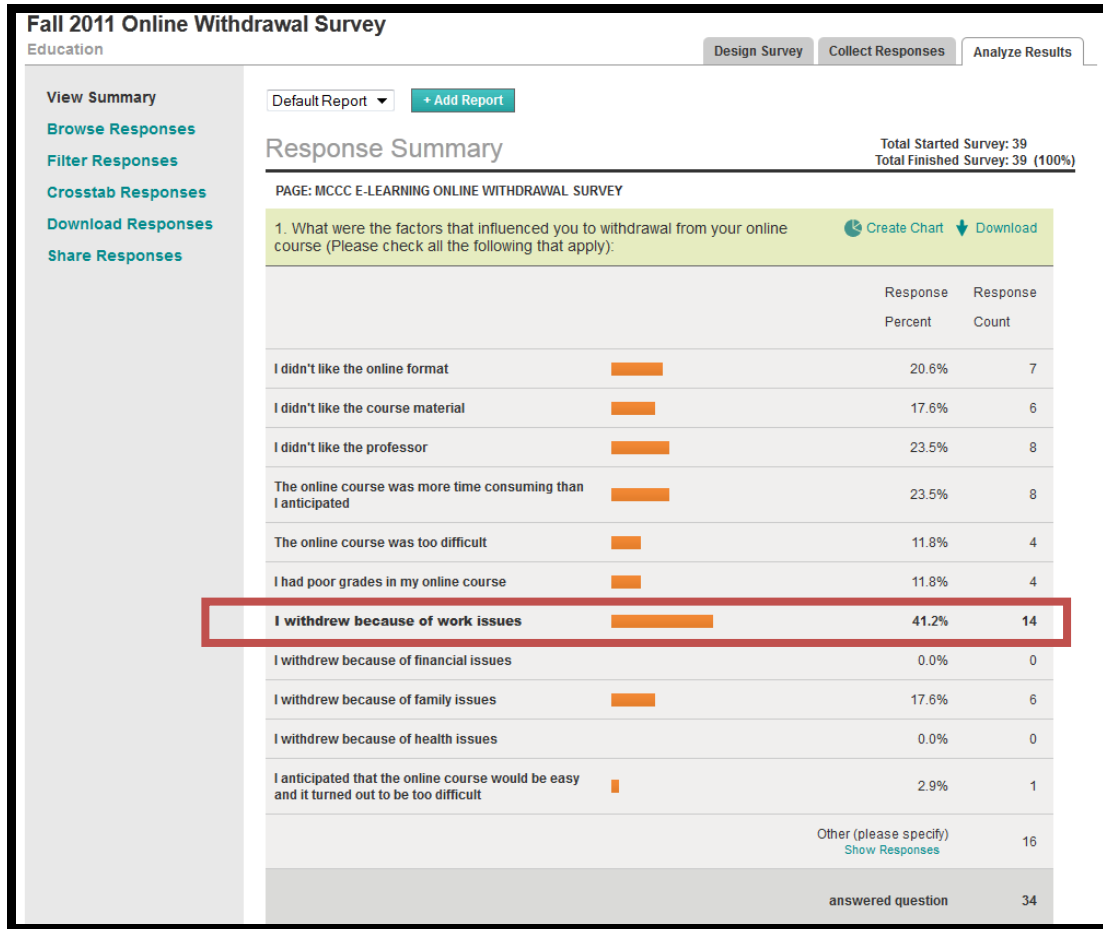 Fall 2011 Online Withdrawal Survey
Education
Design Survey Collect Responses Analyze Results
View Summary
Browse Responses
Filter Responses
Crosstab Responses
Download Responses
Share Responses
Default Report + Add Report
Response Summary
Total Started Survey: 39
Total Finished Survey: 39 (100%)
PAGE: MCCC E-LEARNING ONLINE WITHDRAWAL SURVEY
1. What were the factors that influenced you to withdrawal from your online
course (Please check all the following that apply):
Create Chart Download
Response Response
Percent Count
I didn't like the online format 20.6% 7
I didn't like the course material 17.6% 6
I didn't like the professor 23.5% 8
The online course was more time consuming than
I anticipated 23.5% 8
The online course was too difficult 11.8% 4
I had poor grades in my online course 11.8% 4
I withdrew because of work issues 41.2% 14
I withdrew because of financial issues 0.0% 0
I withdrew because of family issues 17.6% 6
I withdrew because of health issues 0.0% 0
I anticipated that the online course would be easy
and it turned out to be too difficult 2.9% 1
Other (please specify)
Show Responses 16
answered question 34